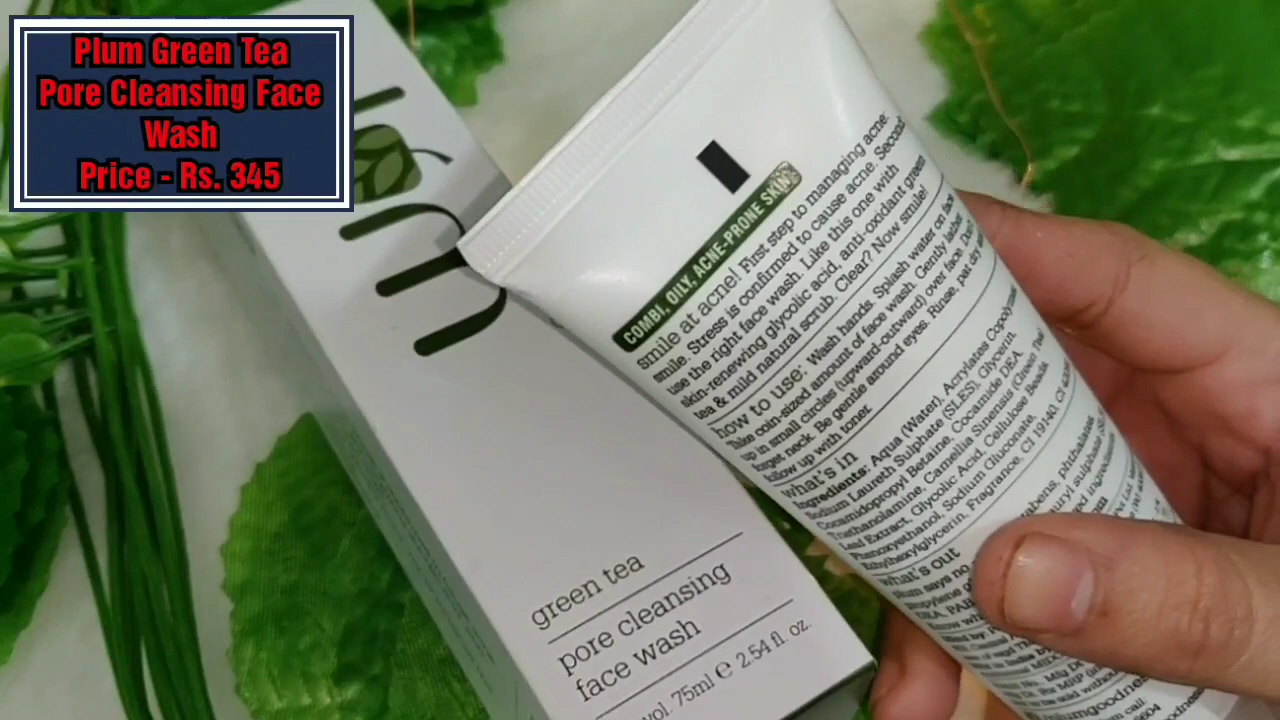 Plum Green Tea
Pore Cleansing Face
Wash
Price - Rs. 345
green tea
pore cleansing
face wash
vol. 75ml e 2.54 fl. oz.
COMBI, OILY, ACNE-PRONE SKIN
smile at acne! First step to managing acne:
smile. Stress is confirmed to cause acne. Second:
use the right face wash. Like this one with
skin-renewing glycolic acid, anti-oxidant green
tea & mild natural scrub. Clear? Now smile!
how to use: Wash hands. Splash water on face.
Take coin-sized amount of face wash. Gently lather
up in small circles (upward-outward) over face. Don't
forget neck. Be gentle around eyes. Rinse, pat dry
follow up with toner.
what's in
Ingredients: Aqua (Water), Acrylates Copolymer
Sodium Laureth Sulphate (SLES), Glycerin,
Cocamidopropyl Betaine, Cocamide DEA,
Triethanolamine, Camellia Sinensis (Green Tea)
Leaf Extract, Glycolic Acid, Cellulose Beads
Phenoxyethanol, Sodium Gluconate,
Ethylhexylglycerin, Fragrance, CI 19140, CI
what's out
Plum says no
parabens, phthalates